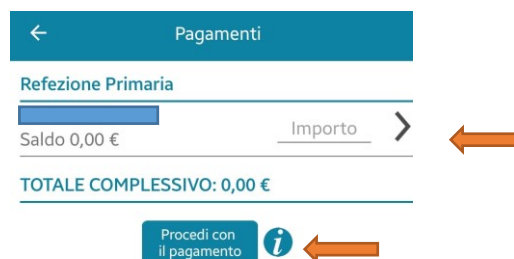 Pagamenti
Refezione Primaria
Saldo 0,00 €
Importo
TOTALE COMPLESSIVO: 0,00 €
Procedi con
il pagamento
i